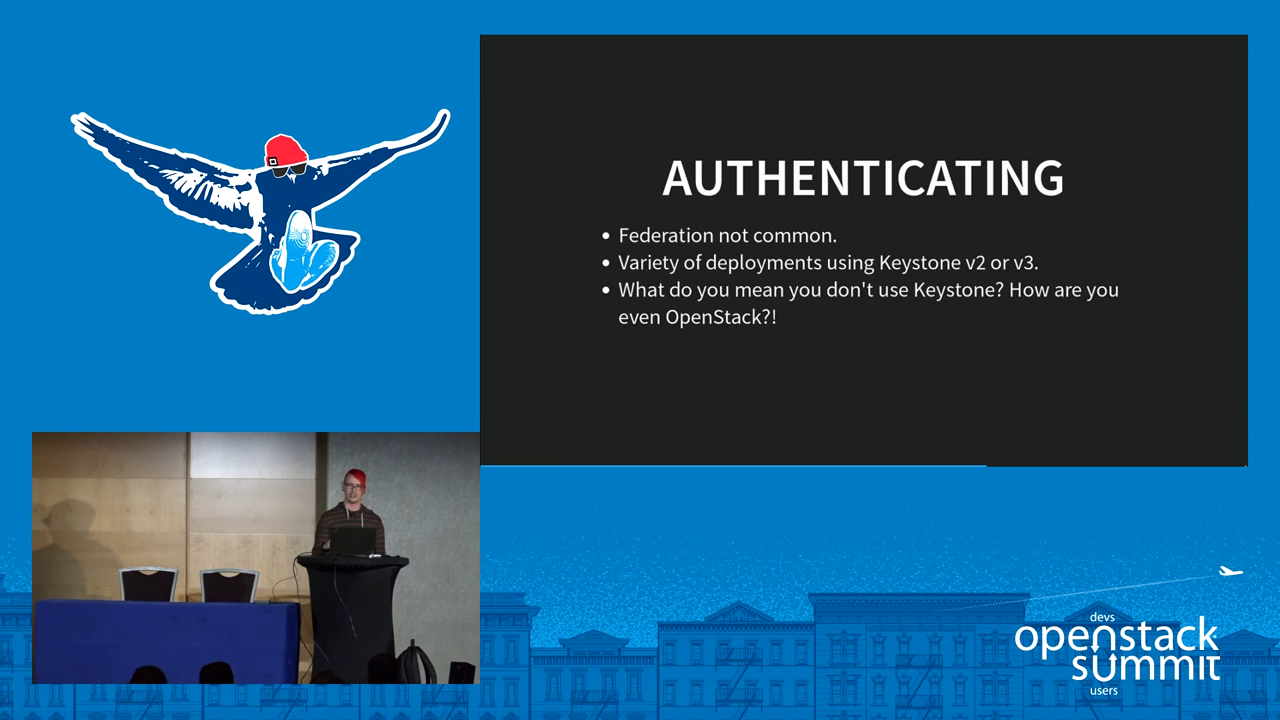 AUTHENTICATING
Federation not common.
Variety of deployments using Keystone v2 or v3.
What do you mean you don't use Keystone? How are you
even OpenStack?!
devs
openstack
summit
users